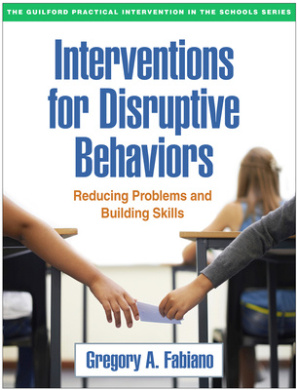 THE GUILFORD PRACTICAL INTERVENTION IN THE SCHOOLS SERIES
Interventions
for Disruptive
Behaviors
Reducing Problems and
Building Skills
Gregory A. Fabiano